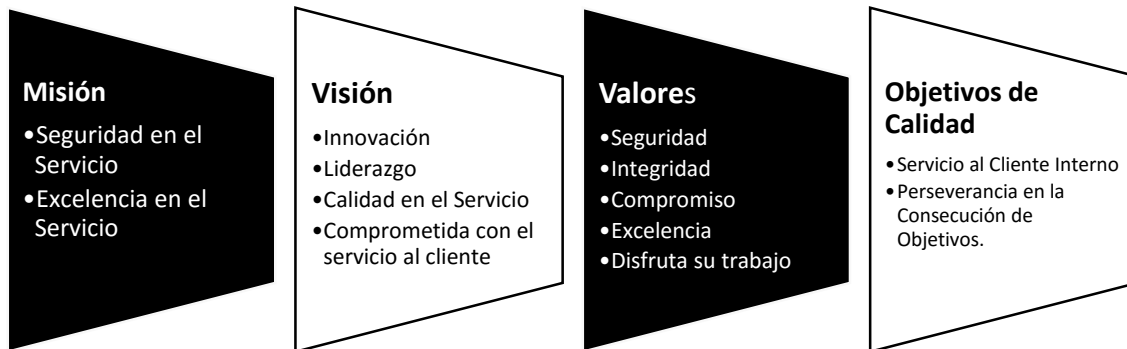 Misión
•Seguridad en el
Servicio
•Excelencia en el
Servicio
Visión
•Innovación
•Liderazgo
•Calidad en el Servicio
•Comprometida con el
servicio al cliente
Valores
•Seguridad
•Integridad
•Compromiso
•Excelencia
•Disfruta su trabajo
Objetivos de
Calidad
•Servicio al Cliente Interno
•Perseverancia en la
Consecución de
Objetivos.